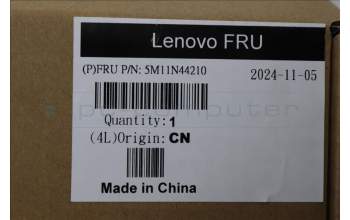 Lenovo FRU
(P)FRU P/N: 5M11N44210
2024-11-05
Quantity:1
(4L)Origin: CN
Made in China